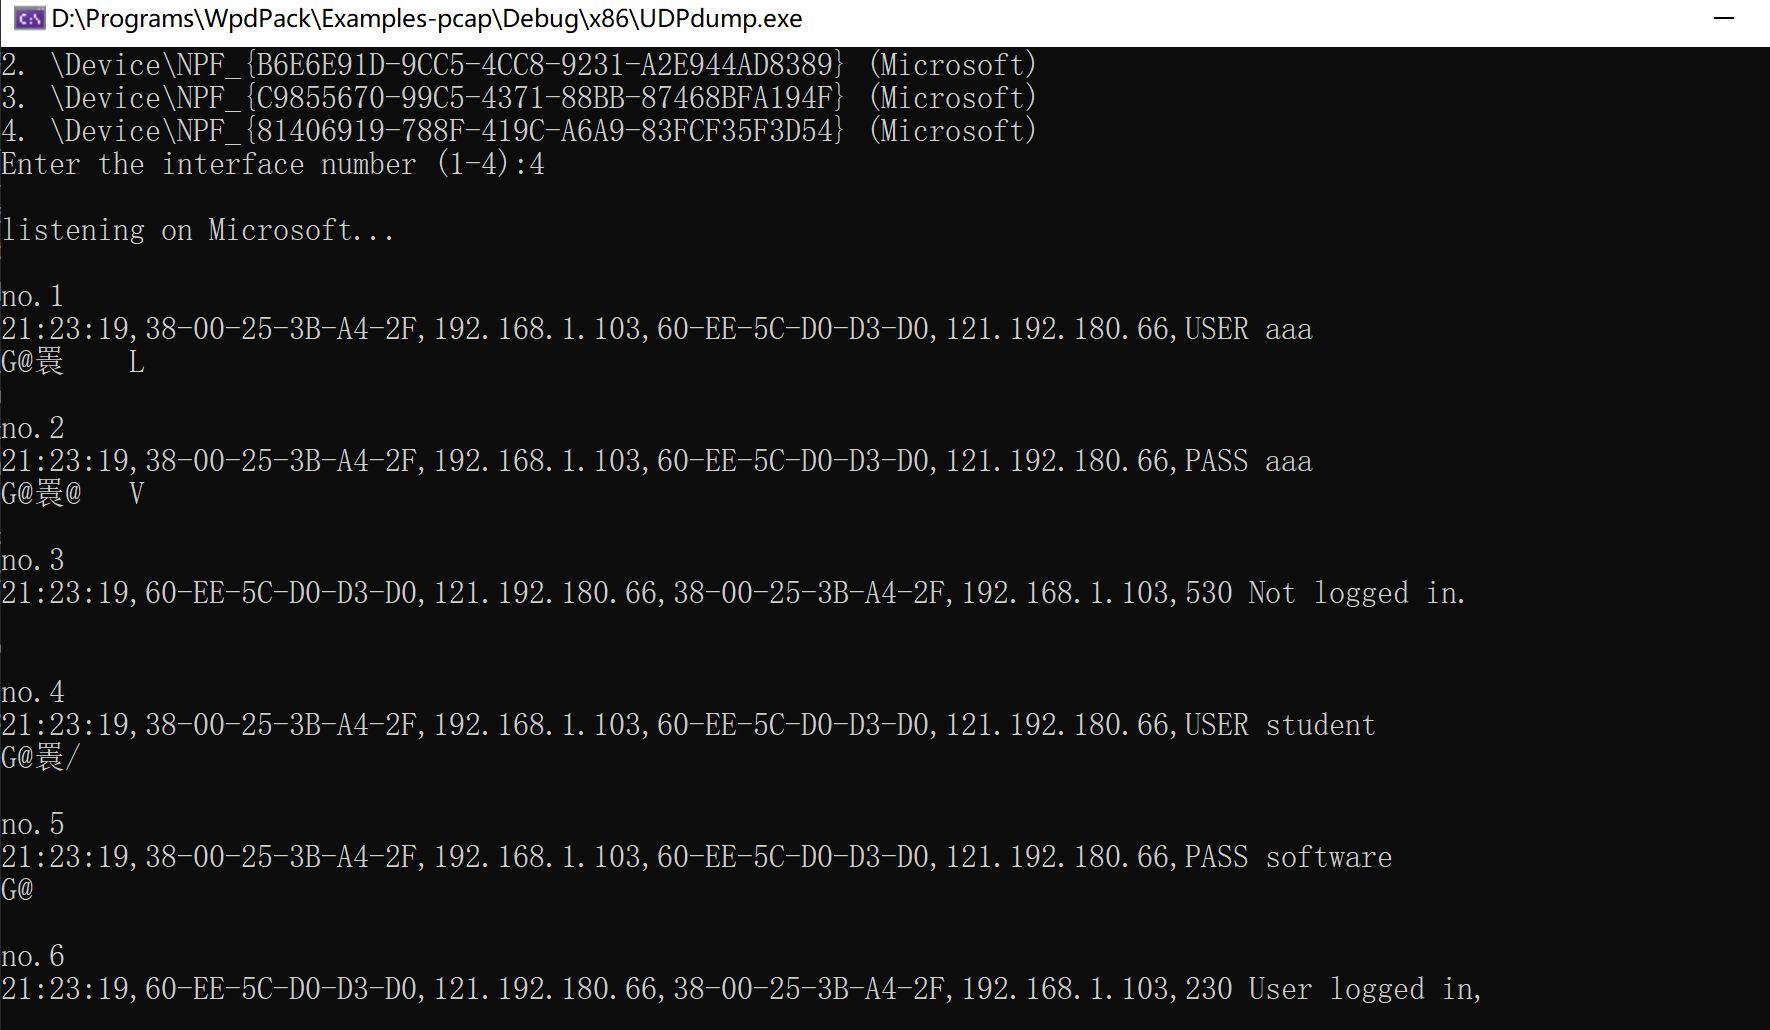 D:\Programs\WpdPack\Examples-pcap\Debug\x86\UDPdump.exe
2. \Device\NPF_{B6E6E91D-9CC5-4CC8-9231-A2E944AD8389} (Microsoft)
3. \Device\NPF_{C9855670-99C5-4371-88BB-87468BFA194F} (Microsoft)
4. \Device\NPF_{81406919-788F-419C-A6A9-83FCF35F3D54} (Microsoft)
Enter the interface number (1-4):4
listening on Microsoft...
no.1
21:23:19,38-00-25-3B-A4-2F,192.168.1.103,60-EE-5C-D0-D3-D0,121.192.180.66,USER aaa
G@ L
no.2
21:23:19,38-00-25-3B-A4-2F,192.168.1.103,60-EE-5C-D0-D3-D0,121.192.180.66,PASS aaa
G@ @ V
no.3
21:23:19,60-EE-5C-D0-D3-D0,121.192.180.66,38-00-25-3B-A4-2F,192.168.1.103,530 Not logged in.
no.4
21:23:19,38-00-25-3B-A4-2F,192.168.1.103,60-EE-5C-D0-D3-D0,121.192.180.66,USER student
G@ /
no.5
21:23:19,38-00-25-3B-A4-2F,192.168.1.103,60-EE-5C-D0-D3-D0,121.192.180.66,PASS software
G@
no.6
21:23:19,60-EE-5C-D0-D3-D0,121.192.180.66,38-00-25-3B-A4-2F,192.168.1.103,230 User logged in,